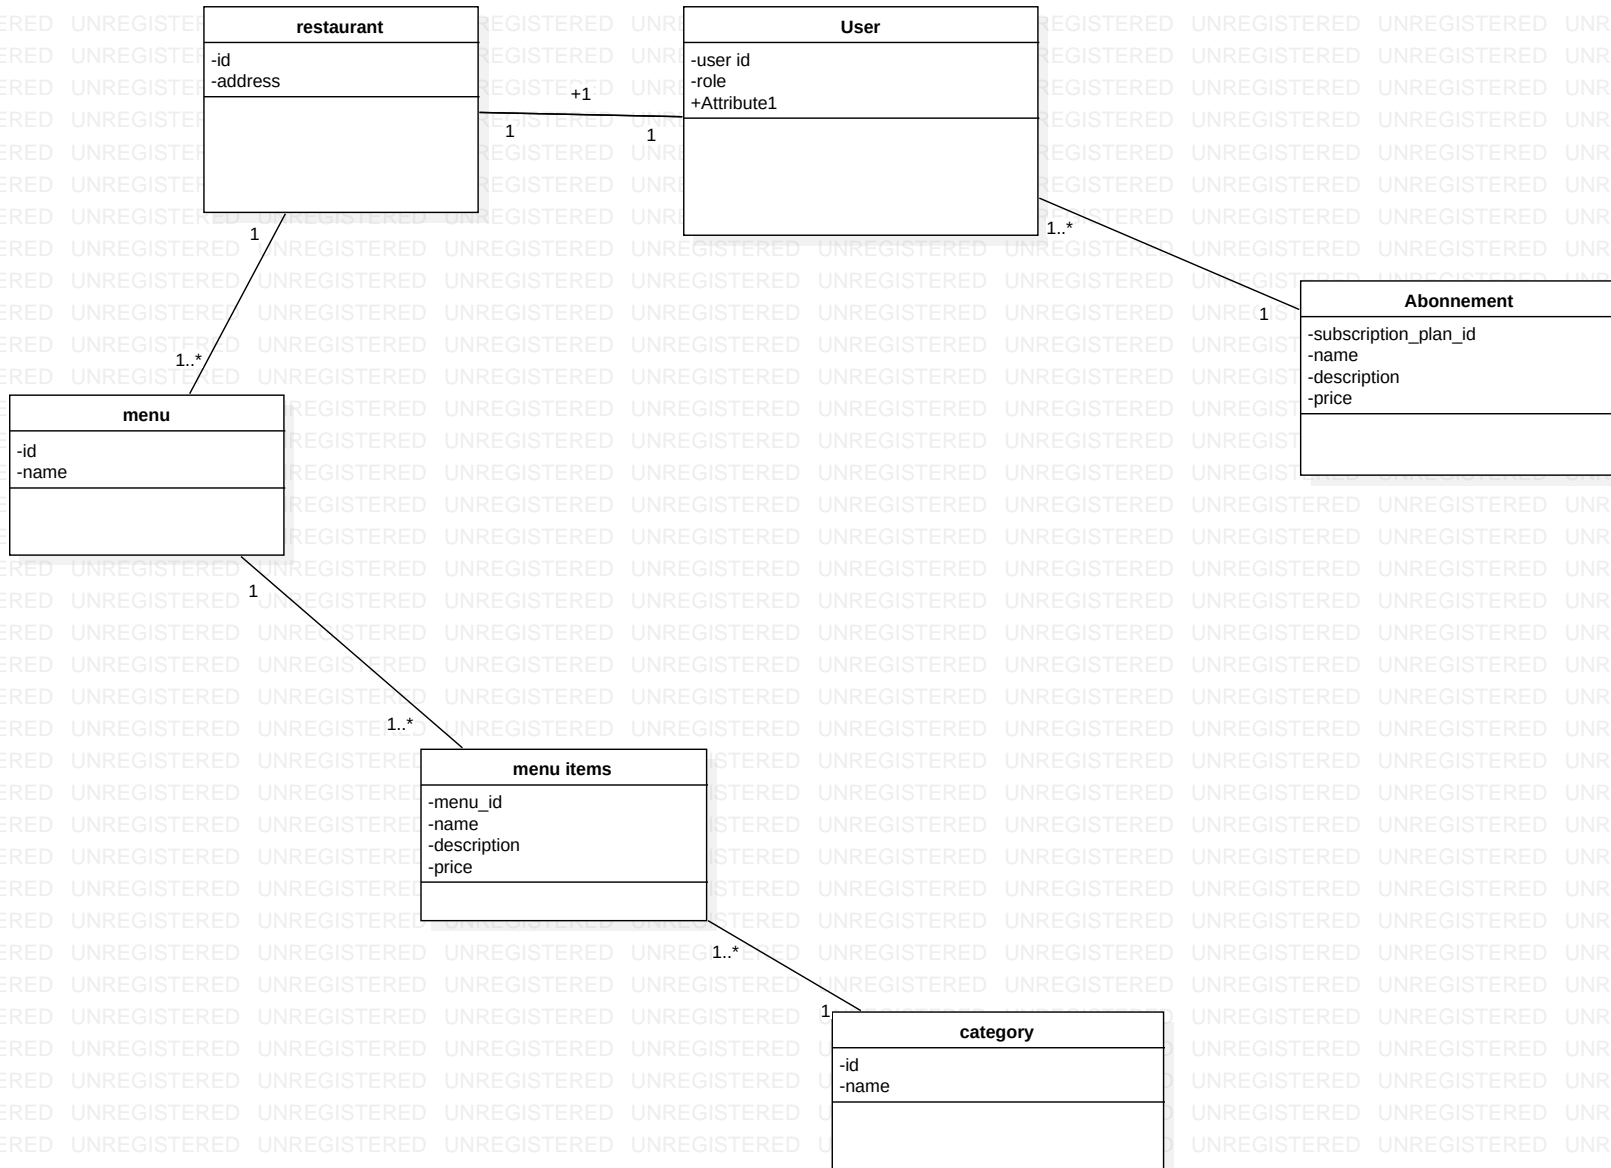 restaurant
-id
-address
User
-user id
-role
+Attribute1
+1
1
1
1
1..*
1..*
1
Abonnement
-subscription_plan_id
-name
-description
-price
menu
-id
-name
1
1..*
menu items
-menu_id
-name
-description
-price
1..*
1
category
-id
-name
UNREGISTERED